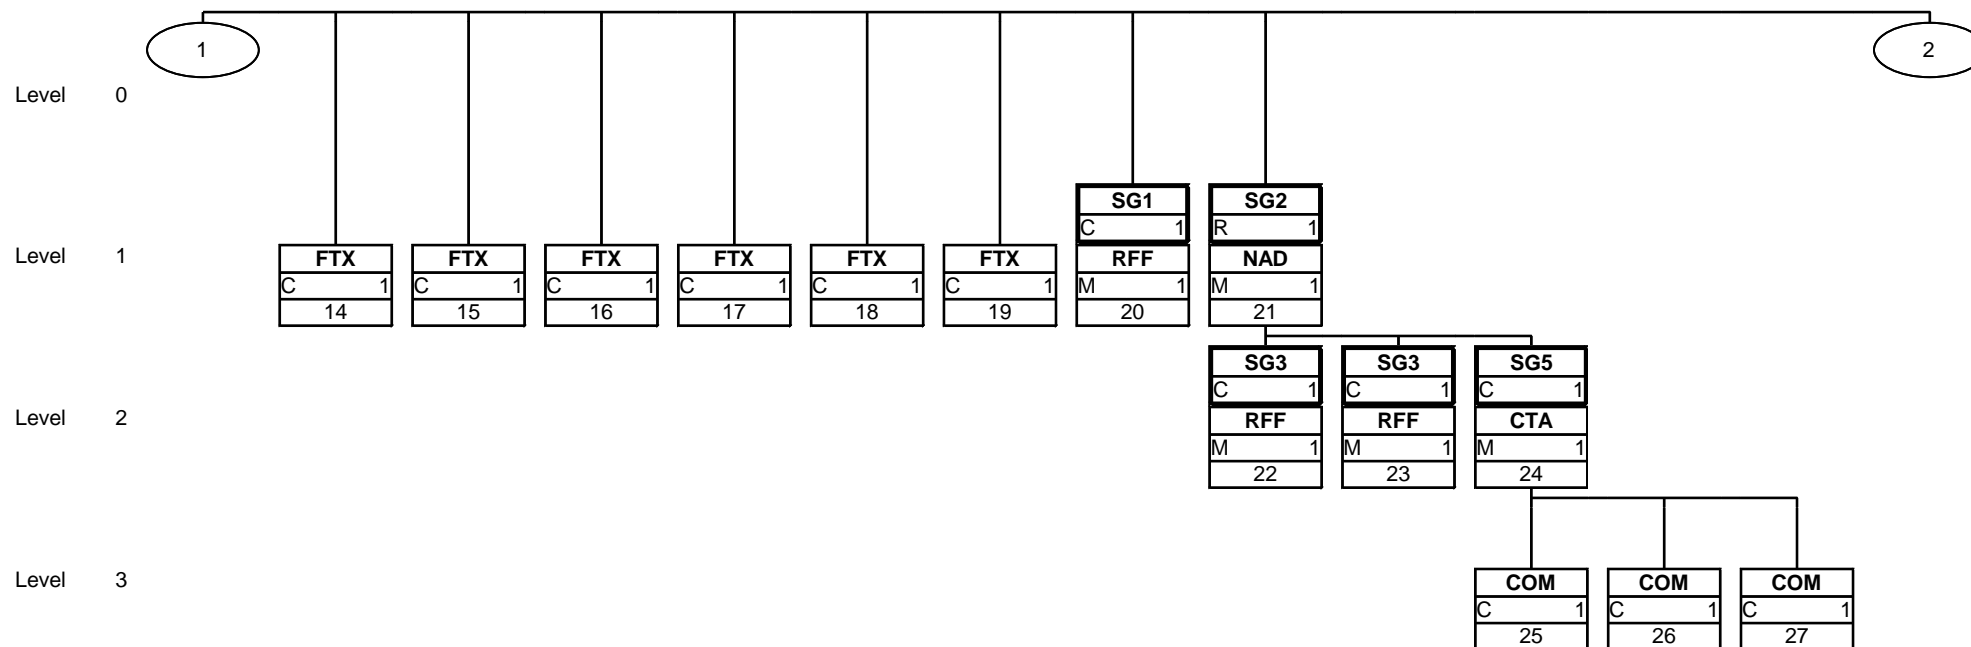 1 2
Level 0
SG1 SG2
C 1 R 1
Level 1 FTX FTX FTX FTX FTX FTX RFF NAD
C 1 C 1 C 1 C 1 C 1 C 1 M 1 M 1
14 15 16 17 18 19 20 21
SG3 SG3 SG5
C 1 C 1 C 1
Level 2 RFF RFF CTA
M 1 M 1 M 1
22 23 24
Level 3 COM COM COM
C 1 C 1 C 1
25 26 27